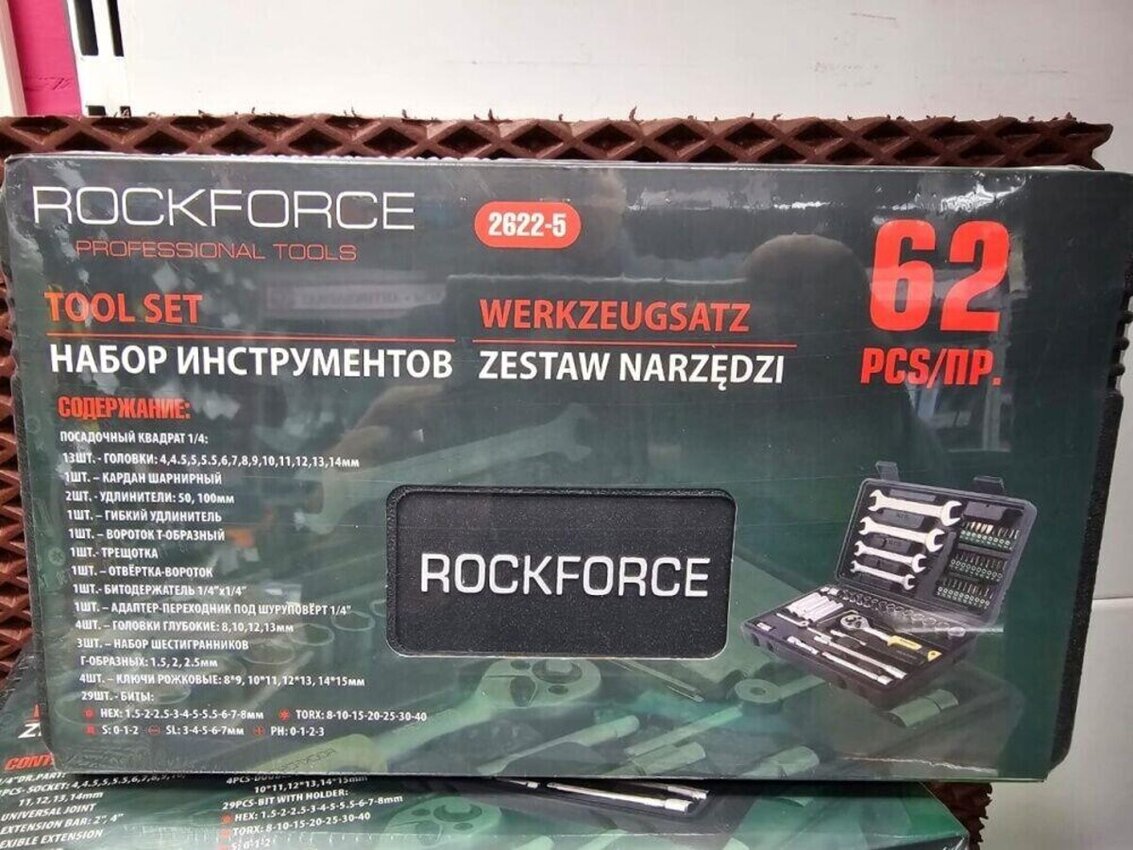 ROCKFORCE
PROFESSIONAL TOOLS
2622-5
62
PCS/ПР.
TOOL SET
НАБОР ИНСТРУМЕНТОВ
WERKZEUGSATZ
ZESTAW NARZĘDZI
СОДЕРЖАНИЕ:
ПОСАДОЧНЫЙ КВАДРАТ 1/4:
13ШТ.- ГОЛОВКИ: 4,4.5,5,5.5,6,7,8,9,10,11,12,13,14мм
1ШТ. – КАРДАН ШАРНИРНЫЙ
2ШТ. - УДЛИНИТЕЛИ: 50, 100мм
1ШТ. – ГИБКИЙ УДЛИНИТЕЛЬ
1ШТ. – ВОРОТОК Т-ОБРАЗНЫЙ
1ШТ.- ТРЕЩОТКА
1ШТ. – ОТВЁРТКА-ВОРОТОК
1ШТ.- БИТОДЕРЖАТЕЛЬ 1/4"х1/4"
1ШТ. – АДАПТЕР-ПЕРЕХОДНИК ПОД ШУРУПОВЁРТ 1/4"
4ШТ. – ГОЛОВКИ ГЛУБОКИЕ: 8,10,12,13мм
3ШТ. – НАБОР ШЕСТИГРАННИКОВ
Г-ОБРАЗНЫХ: 1.5, 2, 2.5мм
4ШТ. – КЛЮЧИ РОЖКОВЫЕ: 8*9, 10*11, 12*13, 14*15мм
29ШТ. - БИТЫ:
HEX: 1.5-2-2.5-3-4-5-5.5-6-7-8мм TORX: 8-10-15-20-25-30-40
S: 0-1-2 SL: 3-4-5-6-7мм PH: 0-1-2-3
ROCKFORCE
11,12,13,14mm
UNIVERSAL JOINT
EXTENSION BAR: 2", 4"
10*11, 12*13, 14*15mm
29PCS-BIT WITH HOLDER:
HEX: 1.5-2-2.5-3-4-5-5.5-6-7-8mm
TORX: 8-10-15-20-25-30-40
S: 0-1-2